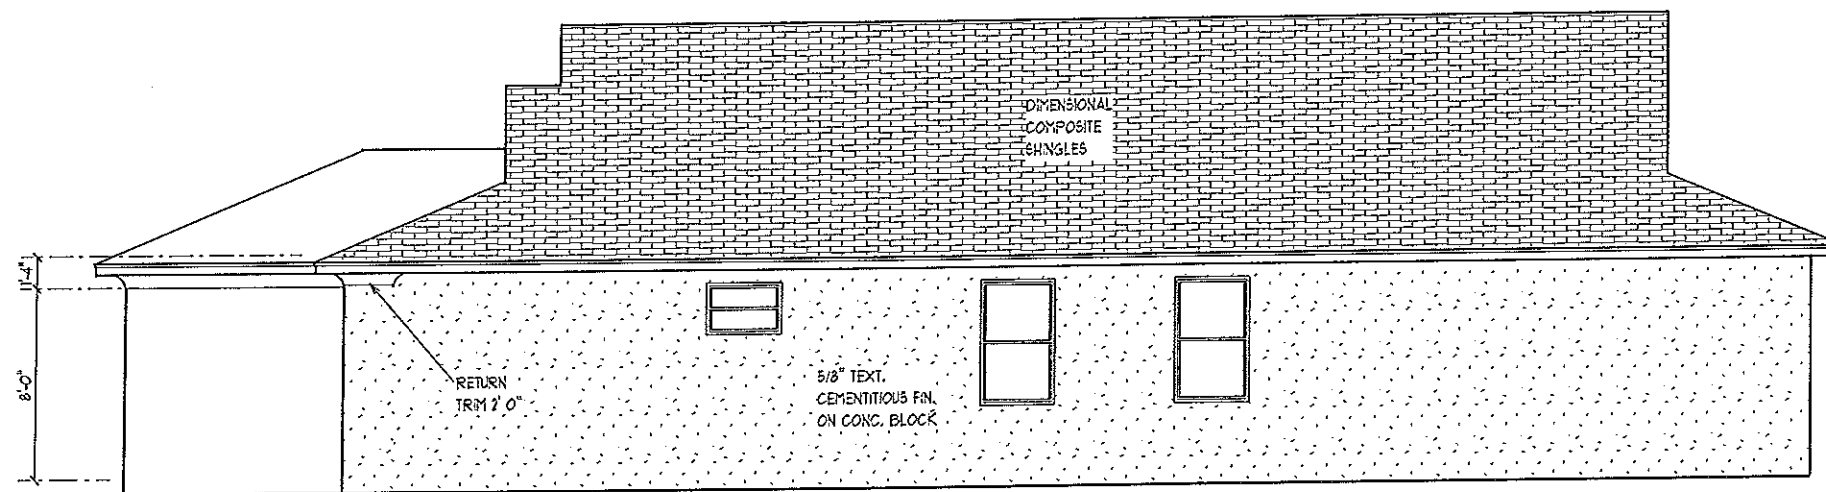 DIMENSIONAL
COMPOSITE
SHINGLES
1'-4"
8'-0"
RETURN
TRIM 2' 0"
5/8" TEXT.
CEMENTITIOUS FIN.
ON CONC. BLOCK